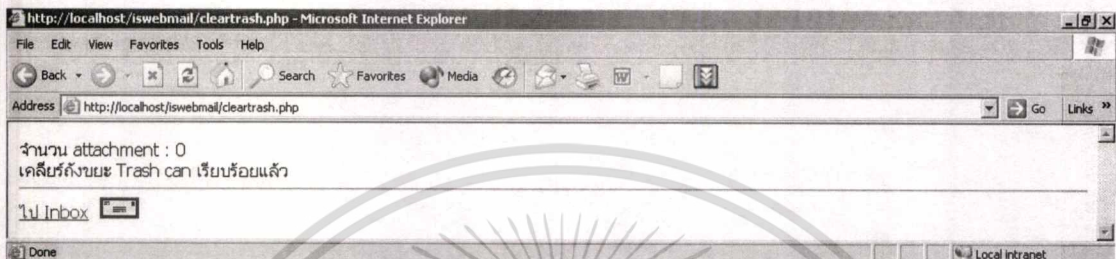 http://localhost/iswebmail/cleartrash.php - Microsoft Internet Explorer
File Edit View Favorites Tools Help
Back Search Favorites Media
Address http://localhost/iswebmail/cleartrash.php Go Links »
จำนวน attachment : 0
เคลียร์ถังขยะ Trash can เรียบร้อยแล้ว
ไป Inbox
Done Local intranet